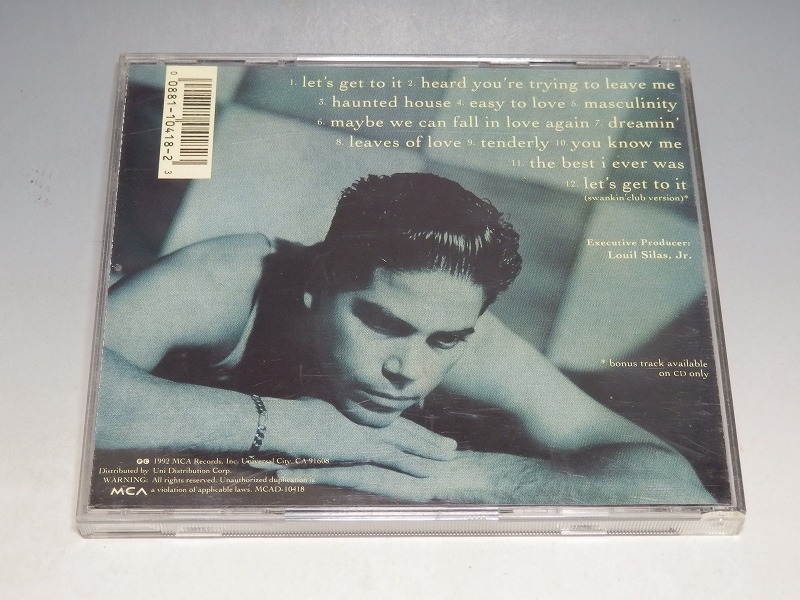 1. let's get to it 2. heard you're trying to leave me
3. haunted house 4. easy to love 5. masculinity
6. maybe we can fall in love again 7. dreamin'
8. leaves of love 9. tenderly 10. you know me
11. the best i ever was
12. let's get to it
(swankin' club version)*
Executive Producer:
Louil Silas, Jr.
* bonus track available
on CD only
0 0881-10418-2 3
℗© 1992 MCA Records, Inc. Universal City, CA 91608
Distributed by Uni Distribution Corp.
WARNING: All rights reserved. Unauthorized duplication is
a violation of applicable laws. MCAD-10418
MCA